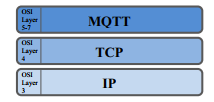 OSI
Layer
5-7
MQTT
OSI
Layer
4
TCP
OSI
Layer
3
IP